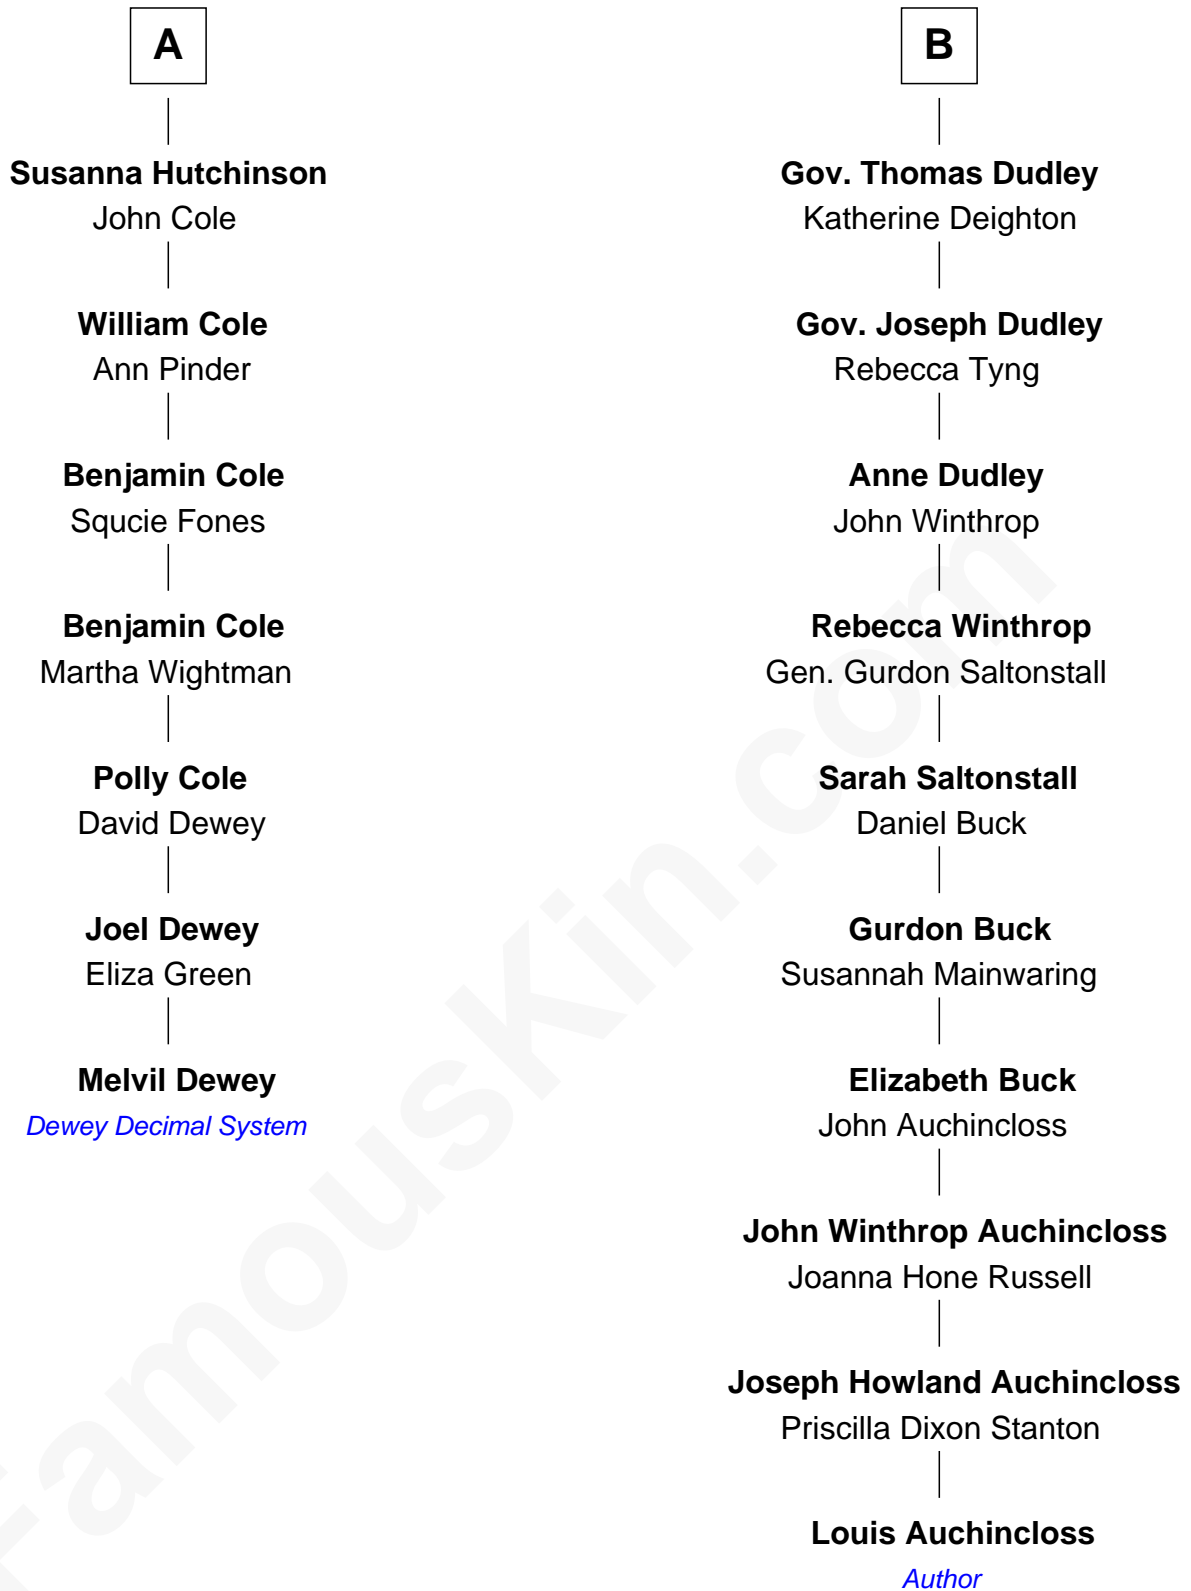 A
Susanna Hutchinson
John Cole
William Cole
Ann Pinder
Benjamin Cole
Squcie Fones
Benjamin Cole
Martha Wightman
Polly Cole
David Dewey
Joel Dewey
Eliza Green
Melvil Dewey
Dewey Decimal System
B
Gov. Thomas Dudley
Katherine Deighton
Gov. Joseph Dudley
Rebecca Tyng
Anne Dudley
John Winthrop
Rebecca Winthrop
Gen. Gurdon Saltonstall
Sarah Saltonstall
Daniel Buck
Gurdon Buck
Susannah Mainwaring
Elizabeth Buck
John Auchincloss
John Winthrop Auchincloss
Joanna Hone Russell
Joseph Howland Auchincloss
Priscilla Dixon Stanton
Louis Auchincloss
Author
FamousKin.com